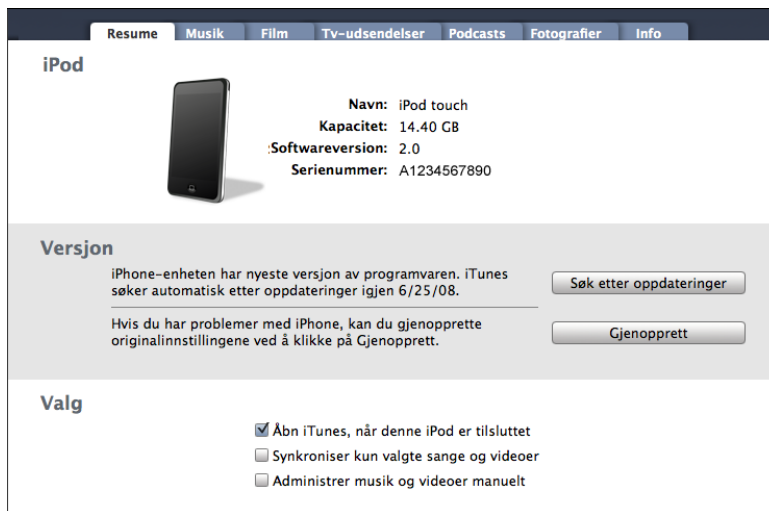 Resume Musik Film Tv-udsendelser Podcasts Fotografier Info
iPod
Navn: iPod touch
Kapacitet: 14.40 GB
:Softwareversion: 2.0
Serienummer: A1234567890
Versjon
iPhone-enheten har nyeste versjon av programvaren. iTunes
søker automatisk etter oppdateringer igjen 6/25/08.
Søk etter oppdateringer
Hvis du har problemer med iPhone, kan du gjenopprette
originalinnstillingene ved å klikke på Gjenopprett.
Gjenopprett
Valg
Åbn iTunes, når denne iPod er tilsluttet
Synkroniser kun valgte sange og videoer
Administrer musik og videoer manuelt